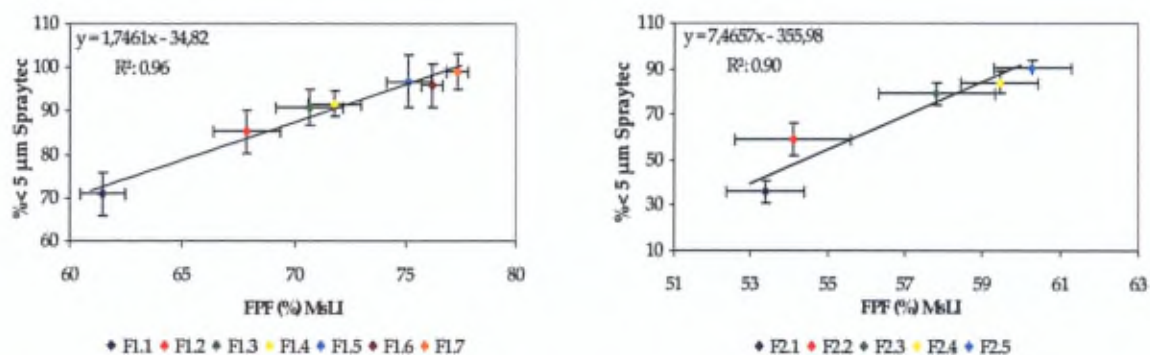 y = 1,7461x - 34,82
R²: 0.96
%< 5 µm Spraytec
110
100
90
80
70
60
60 65 70 75 80
FPF (%) MsLI
F1.1 F1.2 F1.3 F1.4 F1.5 F1.6 F1.7
y = 7,4657x - 355,98
R²: 0.90
%< 5 µm Spraytec
110
90
70
50
30
10
51 53 55 57 59 61 63
FPF (%) MsLI
F2.1 F2.2 F2.3 F2.4 F2.5